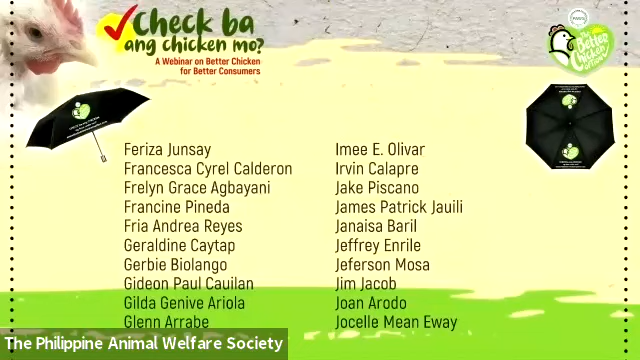 Check ba
ang chicken mo?
A Webinar on Better Chicken
for Better Consumers
The
Better
Chicken
Feriza Junsay
Francesca Cyrel Calderon
Frelyn Grace Agbayani
Francine Pineda
Fria Andrea Reyes
Geraldine Caytap
Gerbie Biolango
Gideon Paul Cauilan
Gilda Genive Ariola
Glenn Arrabe
Imee E. Olivar
Irvin Calapre
Jake Piscano
James Patrick Jauili
Janaisa Baril
Jeffrey Enrile
Jeferson Mosa
Jim Jacob
Joan Arodo
Jocelle Mean Eway
The Philippine Animal Welfare Society